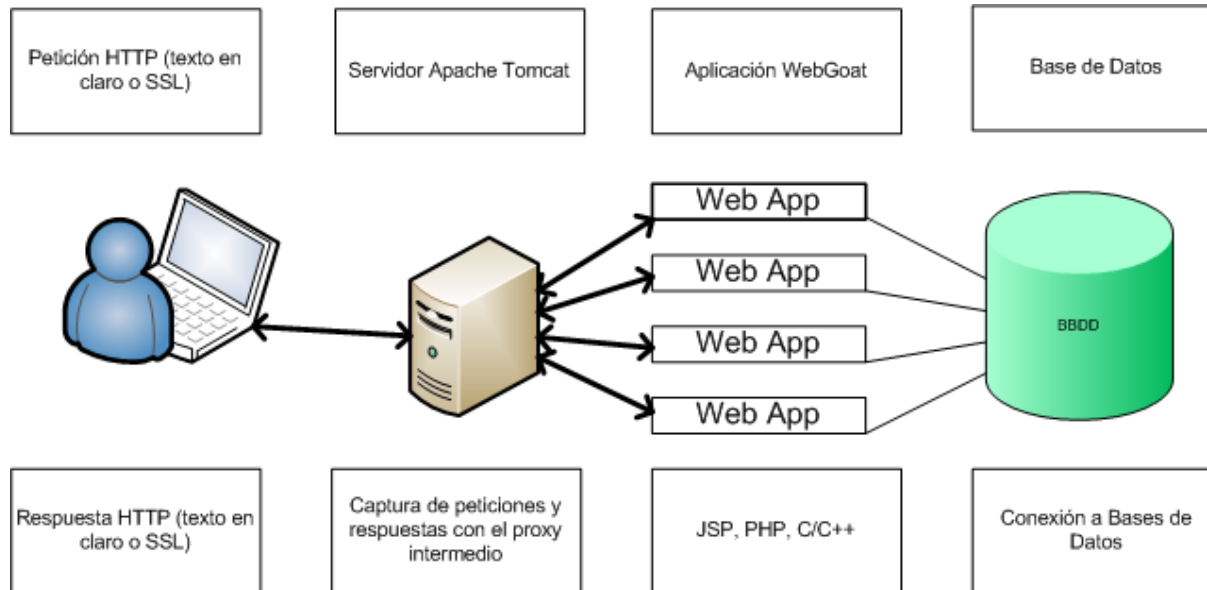 Petición HTTP (texto en
claro o SSL)
Servidor Apache Tomcat
Aplicación WebGoat
Base de Datos
Web App
Web App
Web App
Web App
BBDD
Respuesta HTTP (texto en
claro o SSL)
Captura de peticiones y
respuestas con el proxy
intermedio
JSP, PHP, C/C++
Conexión a Bases de
Datos